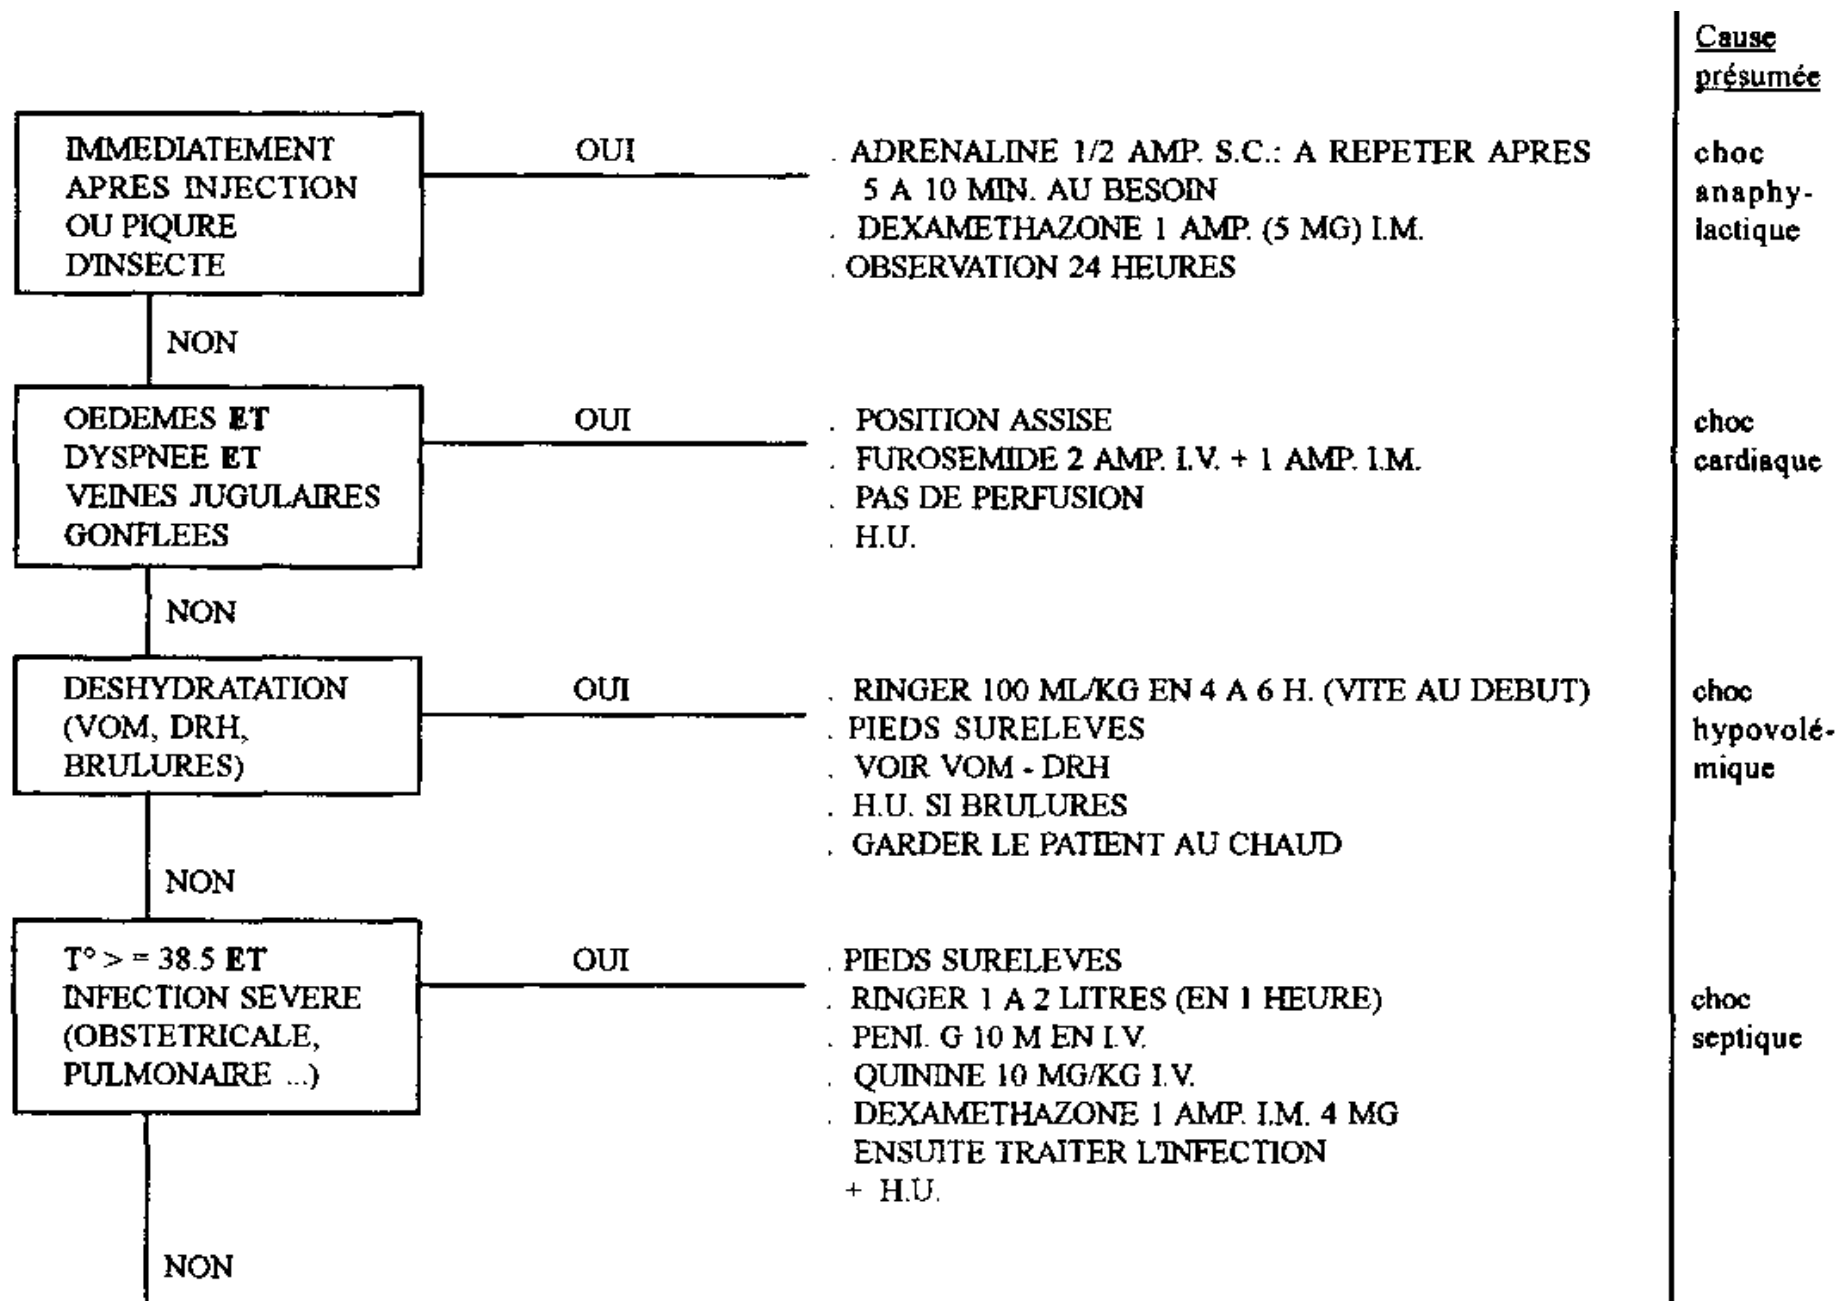 Cause
présumée
IMMEDIATEMENT
APRES INJECTION
OU PIQURE
D'INSECTE
OUI
. ADRENALINE 1/2 AMP. S.C.: A REPETER APRES
5 A 10 MIN. AU BESOIN
. DEXAMETHAZONE 1 AMP. (5 MG) I.M.
. OBSERVATION 24 HEURES
choc
anaphy-
lactique
NON
OEDEMES ET
DYSPNEE ET
VEINES JUGULAIRES
GONFLEES
OUI
. POSITION ASSISE
. FUROSEMIDE 2 AMP. I.V. + 1 AMP. I.M.
. PAS DE PERFUSION
. H.U.
choc
cardiaque
NON
DESHYDRATATION
(VOM, DRH,
BRULURES)
OUI
. RINGER 100 ML/KG EN 4 A 6 H. (VITE AU DEBUT)
. PIEDS SURELEVES
. VOIR VOM - DRH
. H.U. SI BRULURES
. GARDER LE PATIENT AU CHAUD
choc
hypovolé-
mique
NON
T° > = 38.5 ET
INFECTION SEVERE
(OBSTETRICALE,
PULMONAIRE ...)
OUI
. PIEDS SURELEVES
. RINGER 1 A 2 LITRES (EN 1 HEURE)
. PENI. G 10 M EN I.V.
. QUININE 10 MG/KG I.V.
. DEXAMETHAZONE 1 AMP. I.M. 4 MG
ENSUITE TRAITER L'INFECTION
+ H.U.
choc
septique
NON